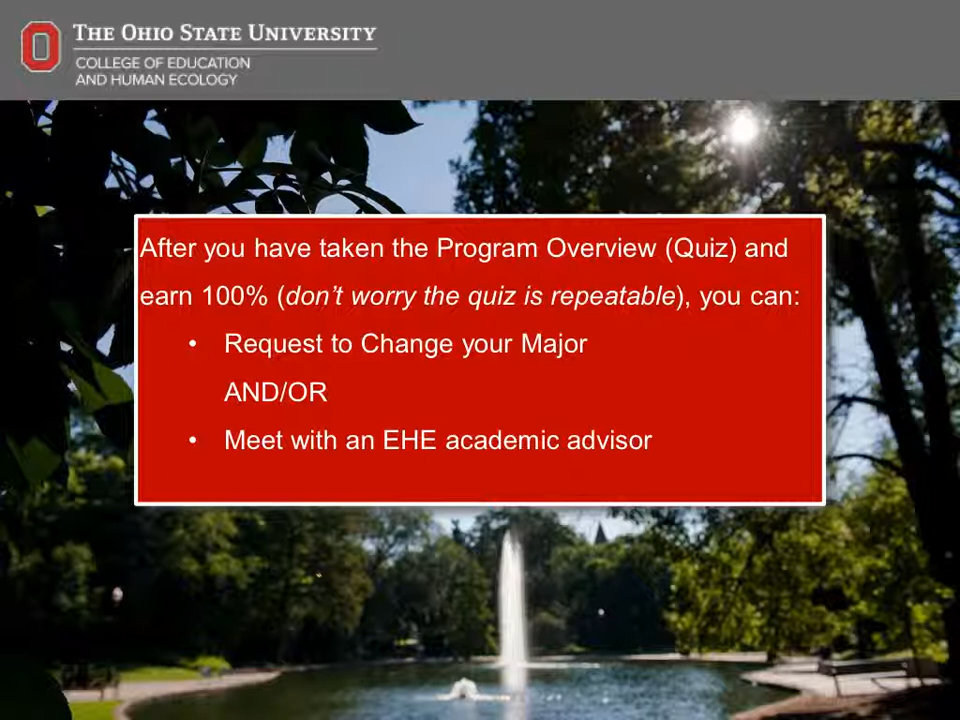 THE OHIO STATE UNIVERSITY
COLLEGE OF EDUCATION
AND HUMAN ECOLOGY
After you have taken the Program Overview (Quiz) and
earn 100% (don’t worry the quiz is repeatable), you can:
• Request to Change your Major
AND/OR
• Meet with an EHE academic advisor